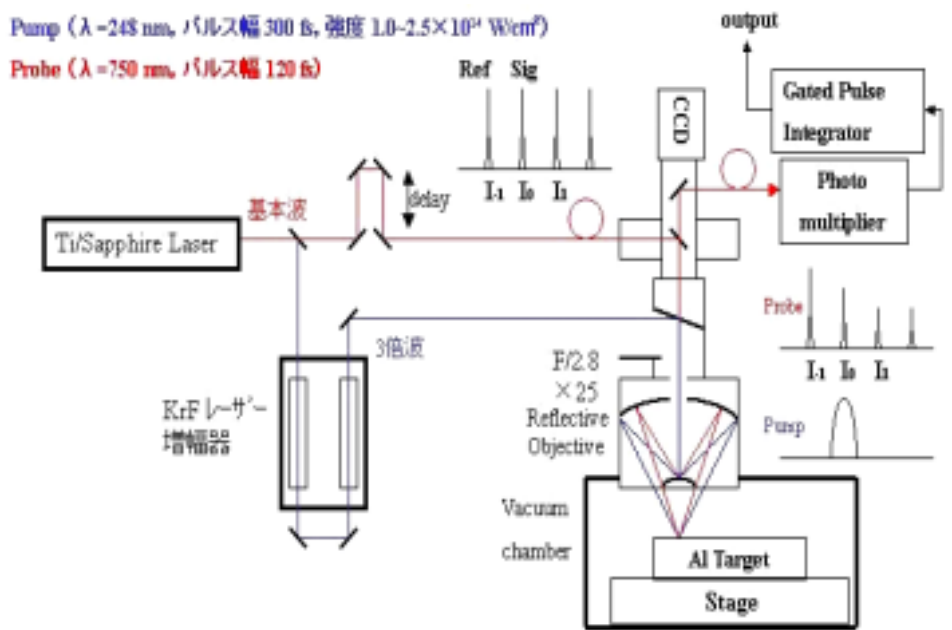 Pump (λ=248 nm, パルス幅 300 fs, 強度 1.0~2.5×10¹⁴ W/cm²)
Probe (λ=750 nm, パルス幅 120 fs)
output
Ref Sig
CCD
Gated Pulse
Integrator
I-1 I0 I1
Photo
multiplier
基本波
delay
Ti/Sapphire Laser
Probe
3倍波
I-1 I0 I1
F/2.8
×25
Reflective
Objective
KrF レーザー
増幅器
Pump
Vacuum
chamber
Al Target
Stage